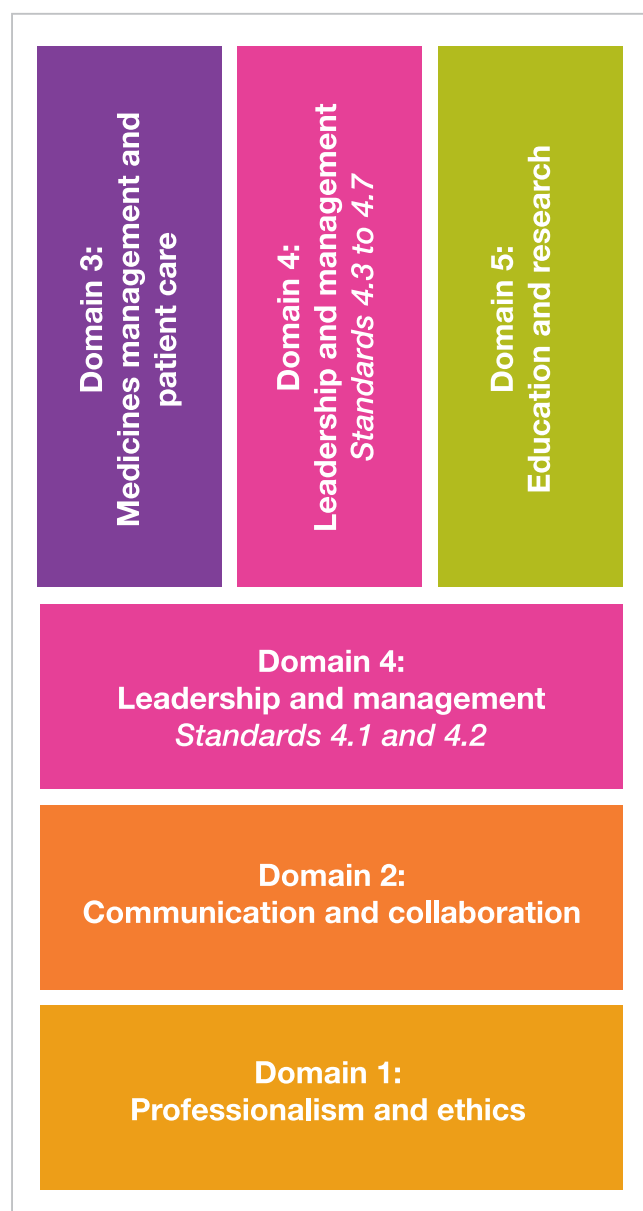 Domain 3:
Medicines management and
patient care
Domain 4:
Leadership and management
Standards 4.3 to 4.7
Domain 5:
Education and research
Domain 4:
Leadership and management
Standards 4.1 and 4.2
Domain 2:
Communication and collaboration
Domain 1:
Professionalism and ethics